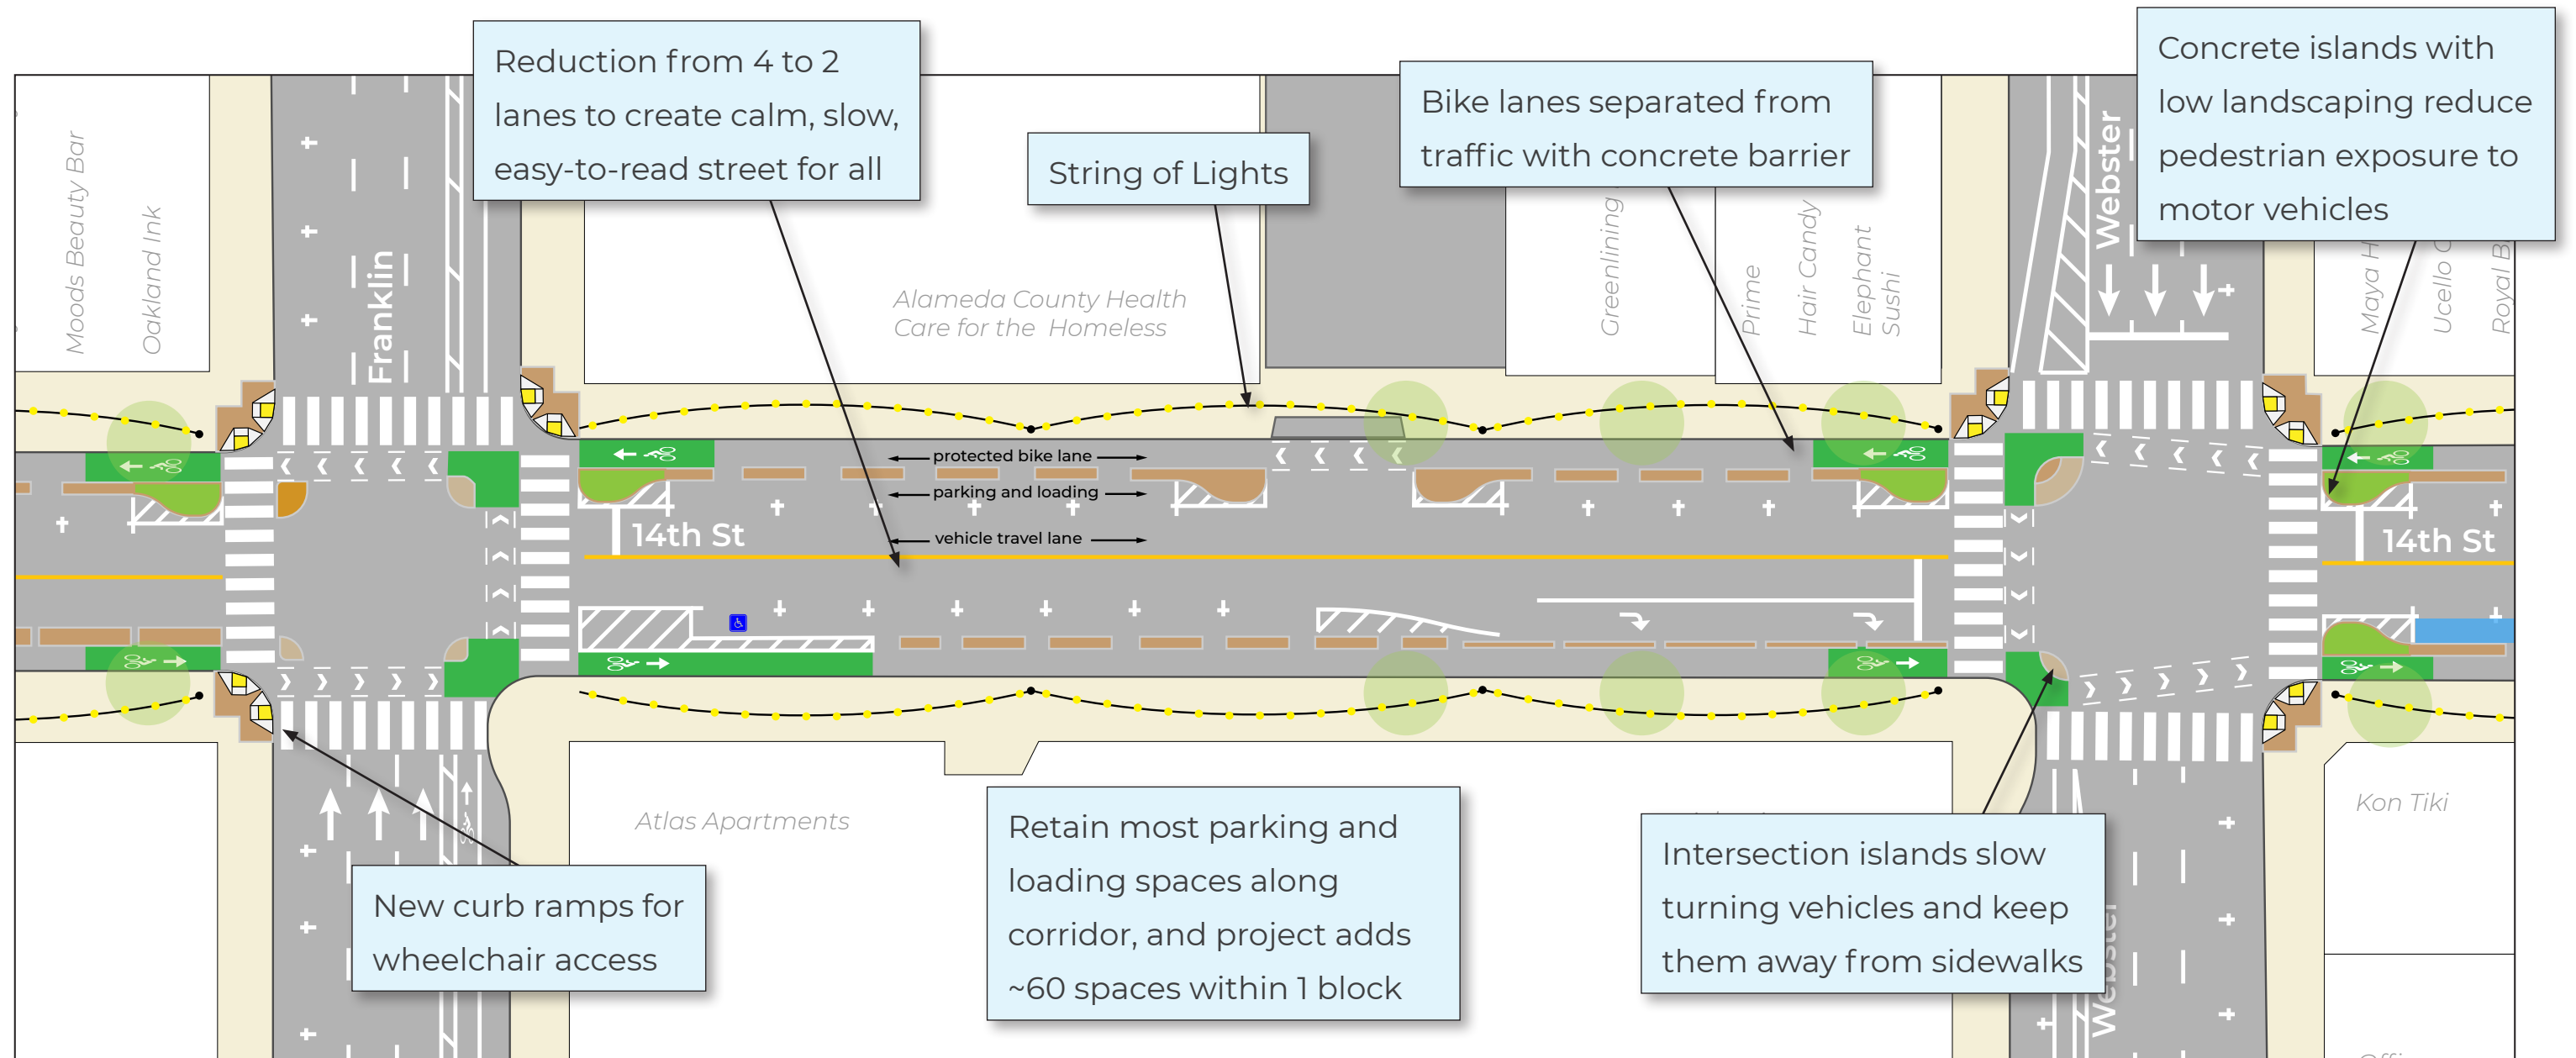 Reduction from 4 to 2
lanes to create calm, slow,
easy-to-read street for all
String of Lights
Bike lanes separated from
traffic with concrete barrier
Concrete islands with
low landscaping reduce
pedestrian exposure to
motor vehicles
Moods Beauty Bar
Oakland Ink
Franklin
Alameda County Health
Care for the Homeless
Greenlining
Prime
Hair Candy
Elephant
Sushi
Webster
Maya H
Ucello
Royal
protected bike lane
parking and loading
vehicle travel lane
14th St
14th St
Atlas Apartments
Kon Tiki
New curb ramps for
wheelchair access
Retain most parking and
loading spaces along
corridor, and project adds
~60 spaces within 1 block
Intersection islands slow
turning vehicles and keep
them away from sidewalks
Webster